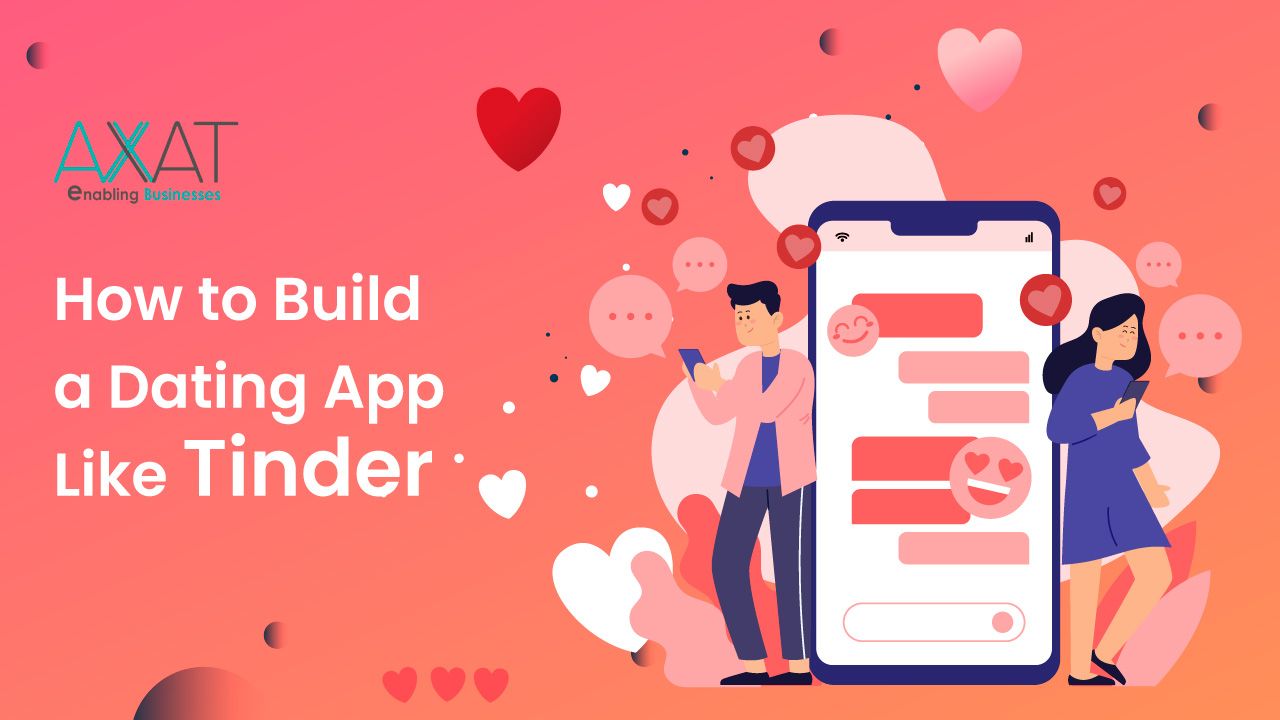 AXAT
enabling Businesses
How to Build
a Dating App
Like Tinder